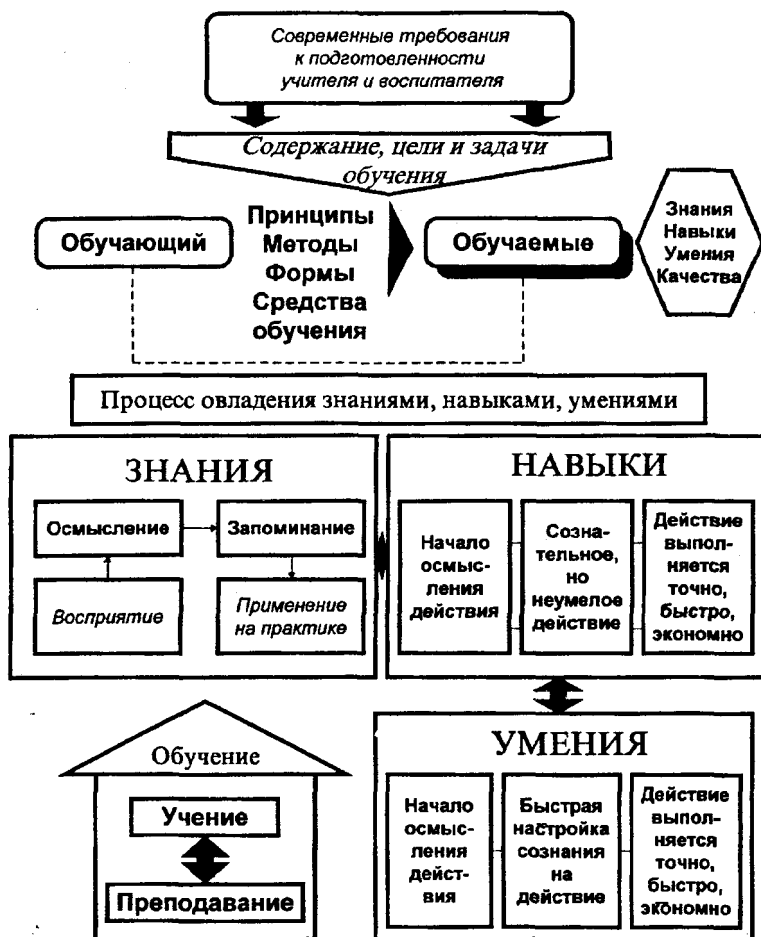 Современные требования
к подготовленности
учителя и воспитателя
Содержание, цели и задачи
обучения
Обучающий
Принципы
Методы
Формы
Средства
обучения
Обучаемые
Знания
Навыки
Умения
Качества
Процесс овладения знаниями, навыками, умениями
ЗНАНИЯ
Осмысление
Запоминание
Восприятие
Применение
на практике
НАВЫКИ
Начало
осмысления
действия
Созна-
тельное,
но
неумелое
действие
Действие
выпол-
няется
точно,
быстро,
экономно
Обучение
Учение
Преподавание
УМЕНИЯ
Начало
осмыс-
ления
дейст-
вия
Быстрая
настройка
сознания
на
действие
Действие
выпол-
няется
точно,
быстро,
экономно